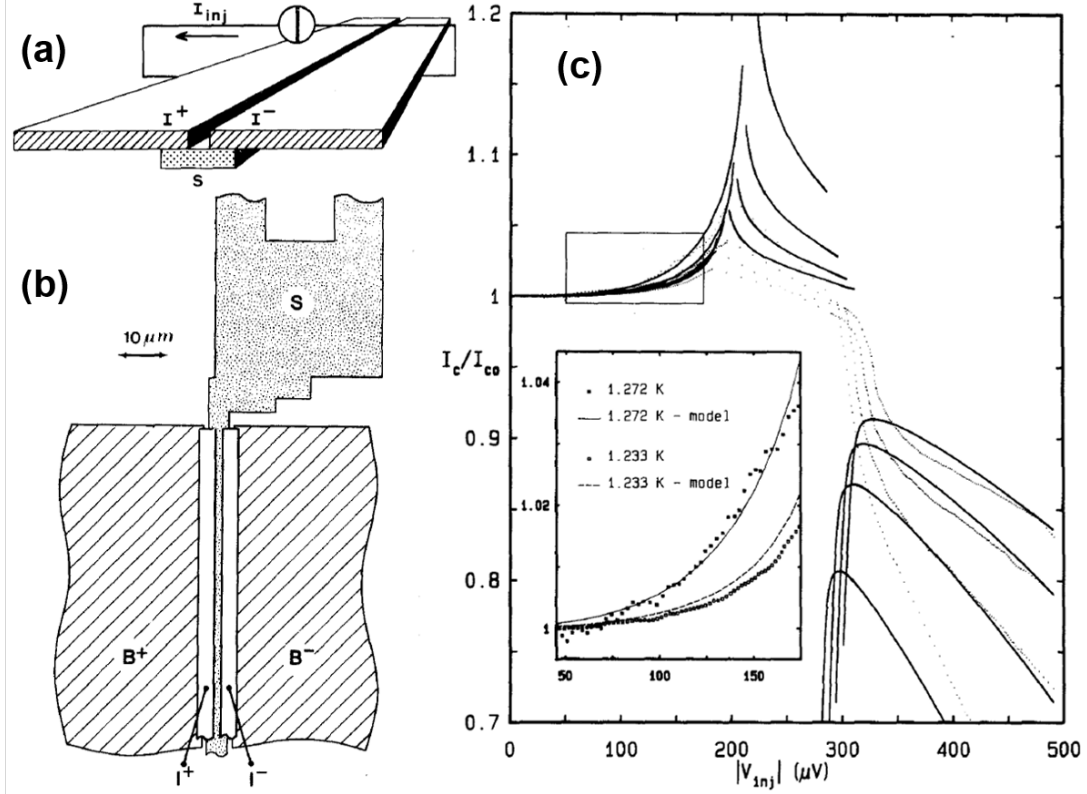 (a)
I inj
I+
I−
S
(b)
S
10 μm
B+
B−
I+
I−
(c)
1.2
1.1
1
0.9
0.8
0.7
I_c/I_co
0
100
200
300
400
500
|V_inj| (μV)
1.04
1.02
1
50
100
150
1.272 K
1.272 K - model
1.233 K
1.233 K - model